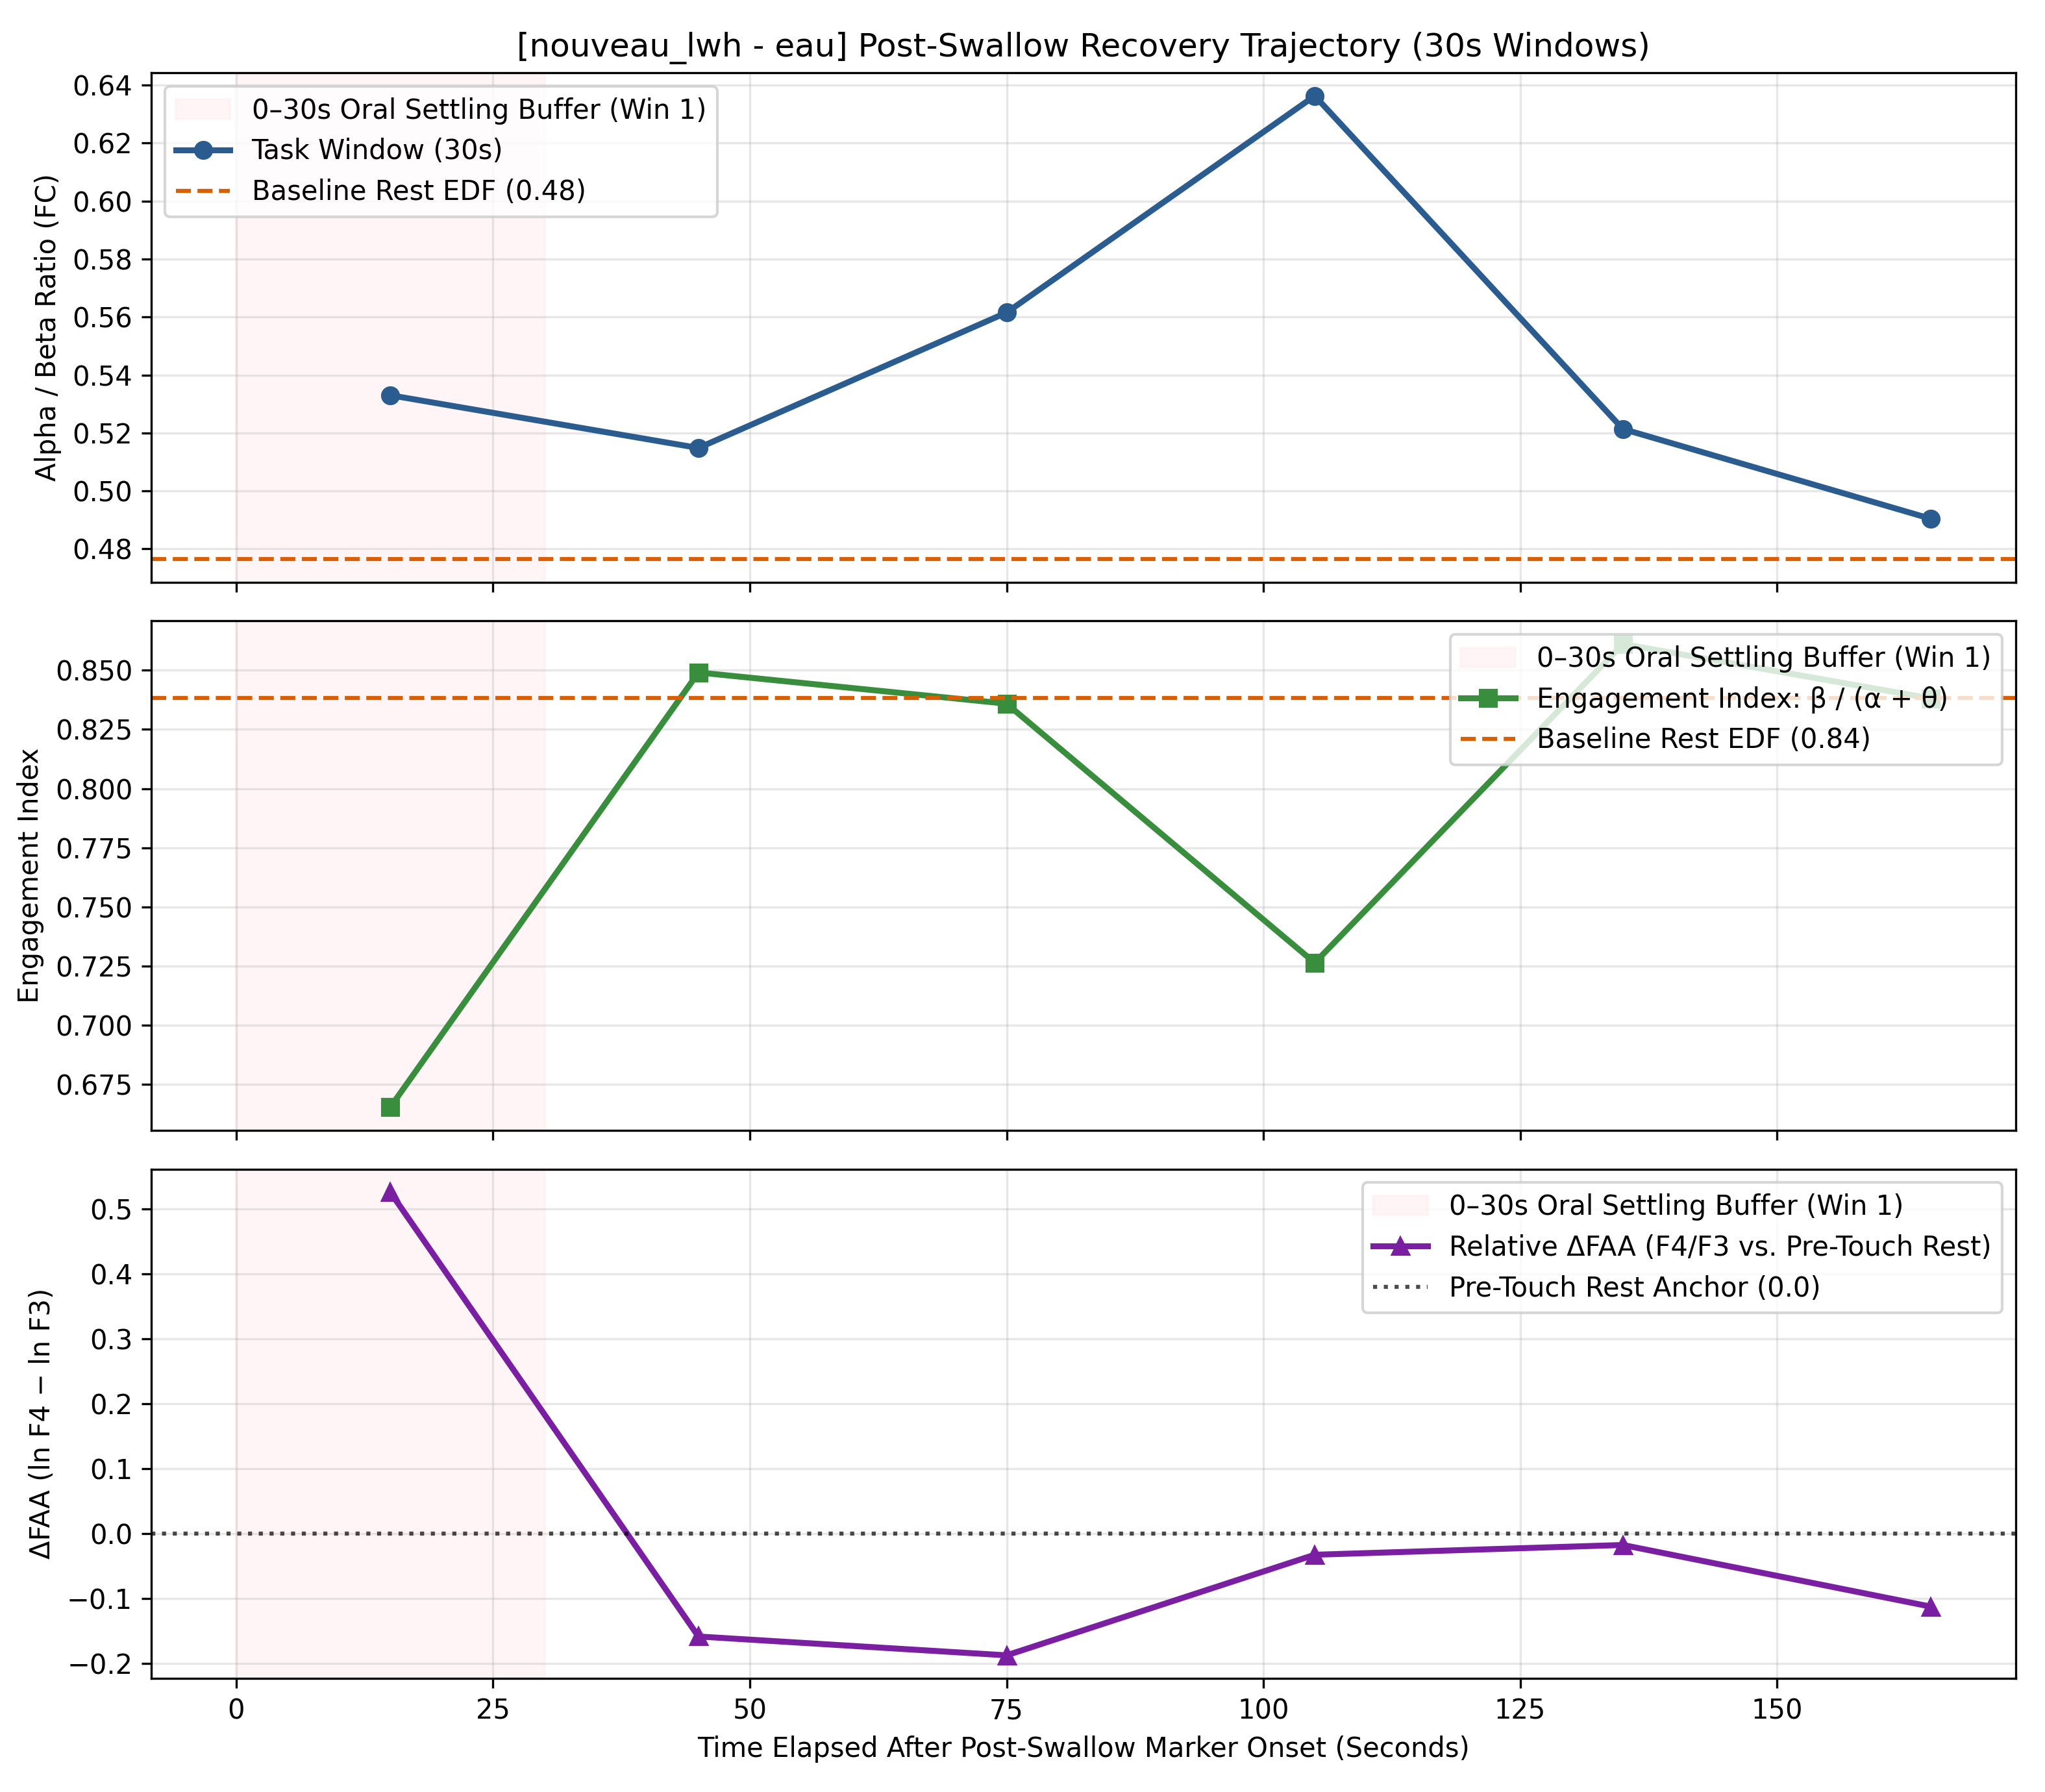 [nouveau_lwh - eau] Post-Swallow Recovery Trajectory (30s Windows)
Alpha / Beta Ratio (FC)
0.64
0.62
0.60
0.58
0.56
0.54
0.52
0.50
0.48
0–30s Oral Settling Buffer (Win 1)
Task Window (30s)
Baseline Rest EDF (0.48)
Engagement Index
0.850
0.825
0.800
0.775
0.750
0.725
0.700
0.675
0–30s Oral Settling Buffer (Win 1)
Engagement Index: β / (α + θ)
Baseline Rest EDF (0.84)
ΔFAA (ln F4 − ln F3)
0.5
0.4
0.3
0.2
0.1
0.0
−0.1
−0.2
0–30s Oral Settling Buffer (Win 1)
Relative ΔFAA (F4/F3 vs. Pre-Touch Rest)
Pre-Touch Rest Anchor (0.0)
0 25 50 75 100 125 150
Time Elapsed After Post-Swallow Marker Onset (Seconds)